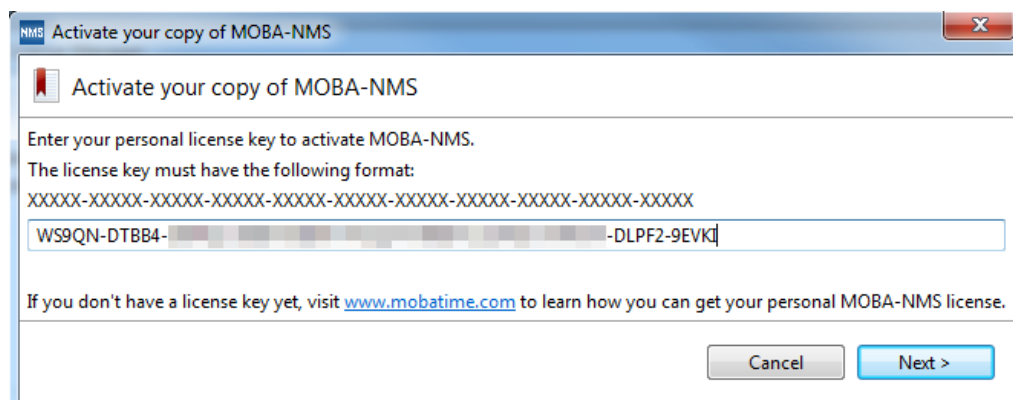 NMS Activate your copy of MOBA-NMS
Activate your copy of MOBA-NMS
Enter your personal license key to activate MOBA-NMS.
The license key must have the following format:
XXXXX-XXXXX-XXXXX-XXXXX-XXXXX-XXXXX-XXXXX-XXXXX-XXXXX-XXXXX-XXXXX
WS9QN-DTBB4- -DLPF2-9EVKI
If you don't have a license key yet, visit www.mobatime.com to learn how you can get your personal MOBA-NMS license.
Cancel Next >